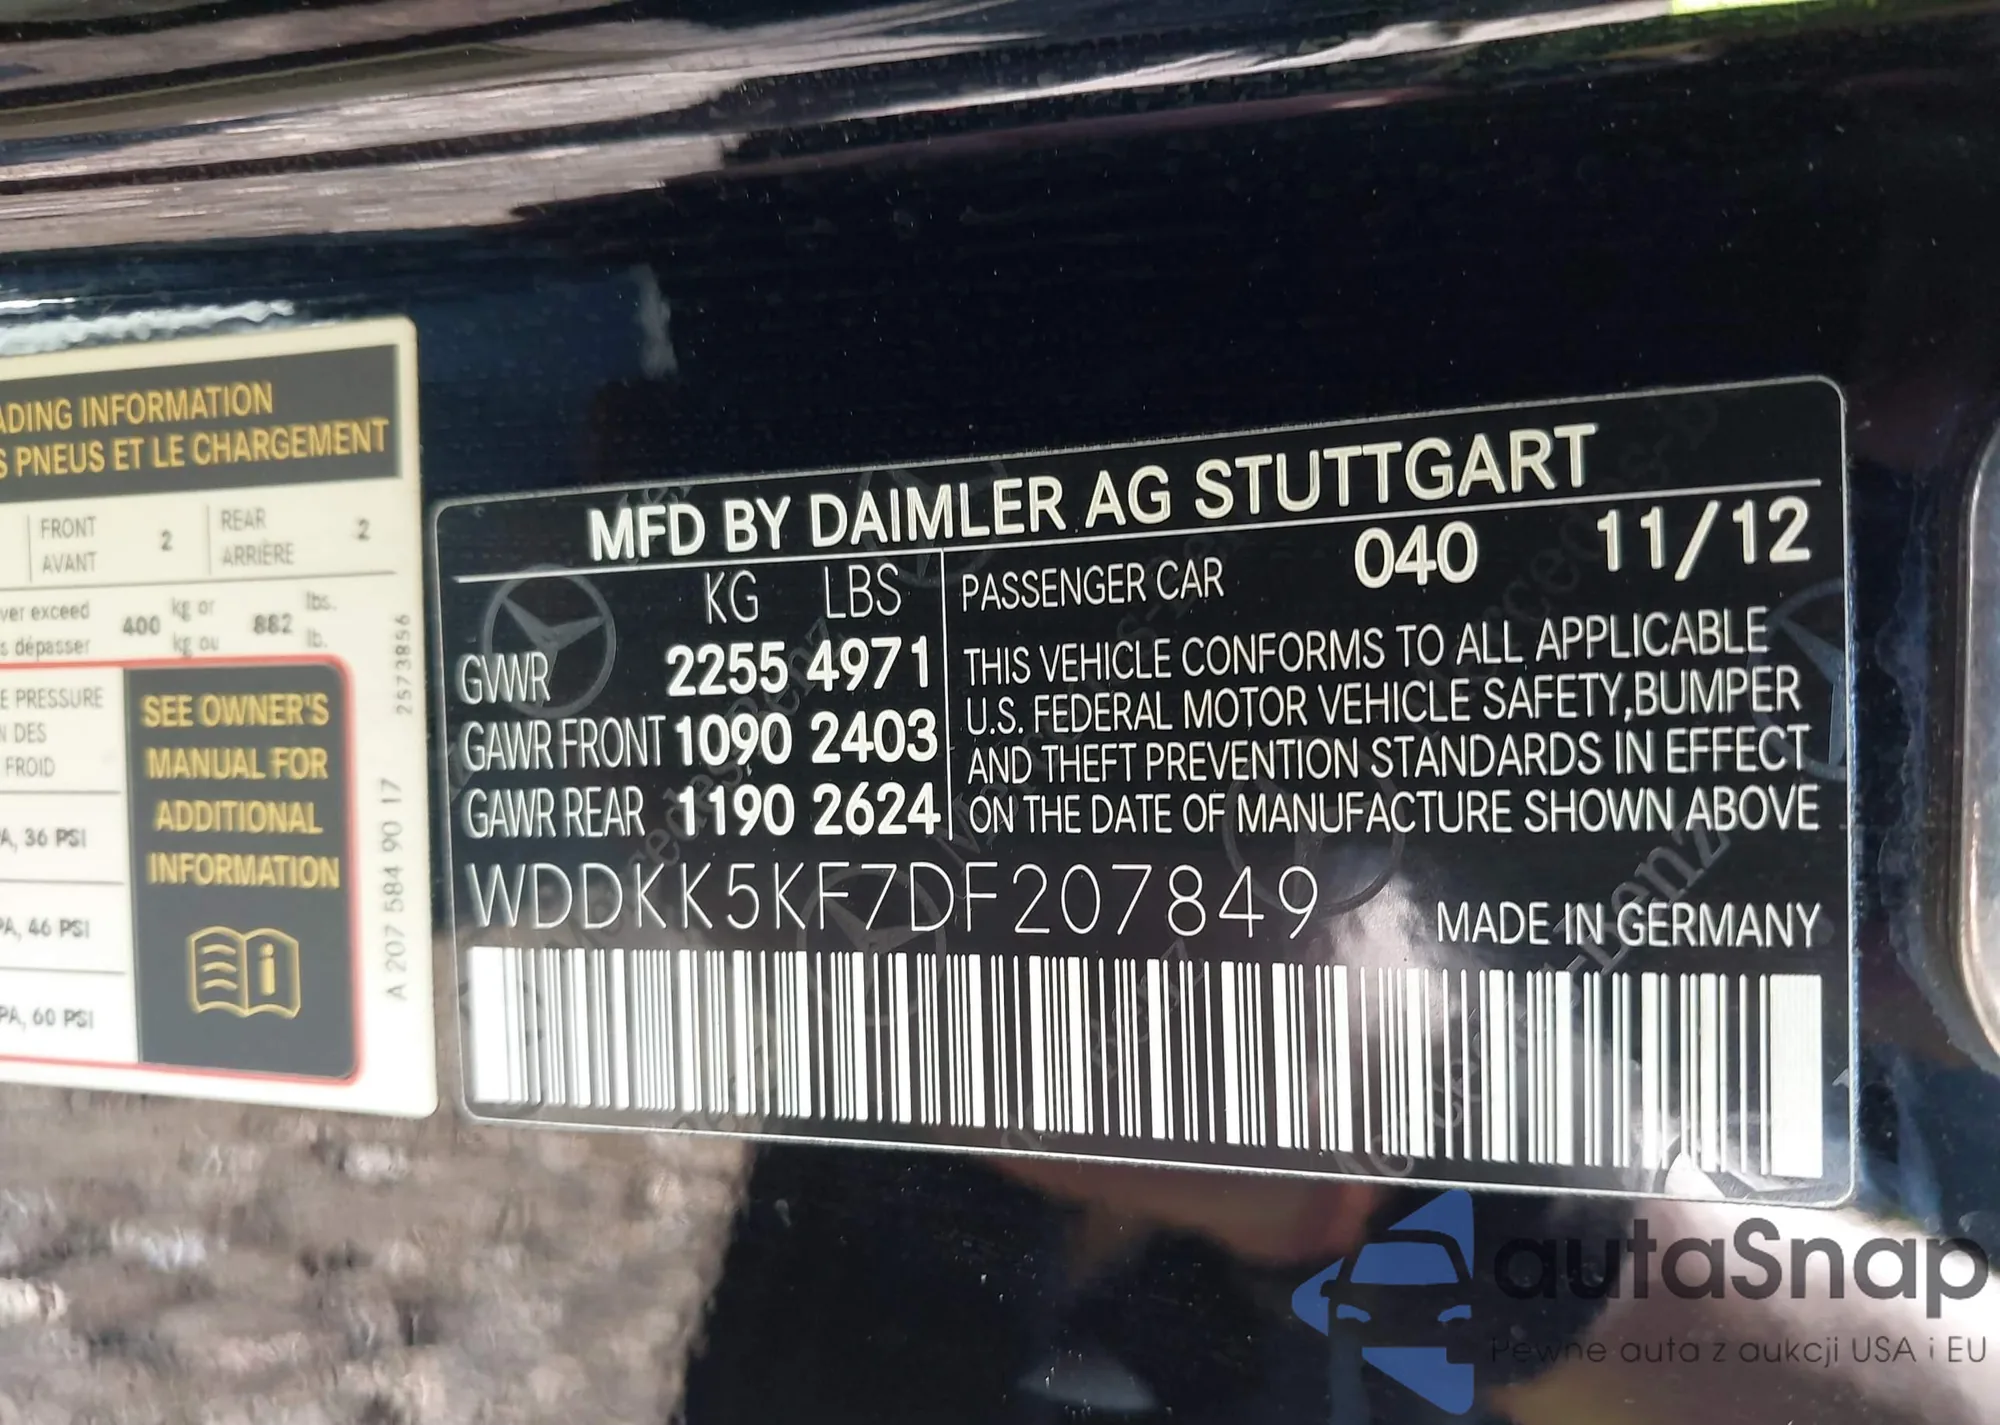 ADING INFORMATION
S PNEUS ET LE CHARGEMENT
FRONT 2 REAR 2
AVANT ARRIÈRE
ver exceed 400 kg or 882 lbs.
s dépasser kg ou lb.
E PRESSURE
N DES
FROID
A, 36 PSI
PA, 46 PSI
PA, 60 PSI
SEE OWNER'S
MANUAL FOR
ADDITIONAL
INFORMATION
A 207 584 90 17
2573856
MFD BY DAIMLER AG STUTTGART
KG LBS
GVWR 2255 4971
GAWR FRONT 1090 2403
GAWR REAR 1190 2624
PASSENGER CAR 040 11/12
THIS VEHICLE CONFORMS TO ALL APPLICABLE
U.S. FEDERAL MOTOR VEHICLE SAFETY,BUMPER
AND THEFT PREVENTION STANDARDS IN EFFECT
ON THE DATE OF MANUFACTURE SHOWN ABOVE
WDDKK5KF7DF207849
MADE IN GERMANY
autaSnap
Pewne auta z aukcji USA i EU